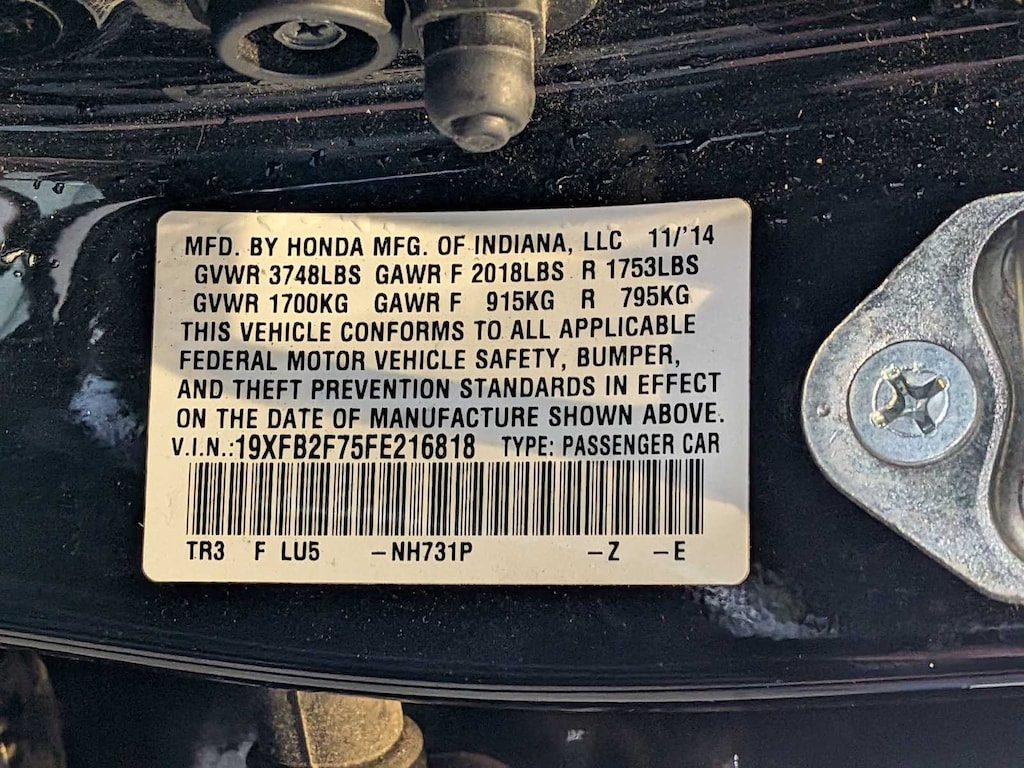 MFD. BY HONDA MFG. OF INDIANA, LLC 11/'14
GVWR 3748LBS GAWR F 2018LBS R 1753LBS
GVWR 1700KG GAWR F 915KG R 795KG
THIS VEHICLE CONFORMS TO ALL APPLICABLE
FEDERAL MOTOR VEHICLE SAFETY, BUMPER,
AND THEFT PREVENTION STANDARDS IN EFFECT
ON THE DATE OF MANUFACTURE SHOWN ABOVE.
V.I.N.:19XFB2F75FE216818 TYPE: PASSENGER CAR
TR3 F LU5 -NH731P -Z -E